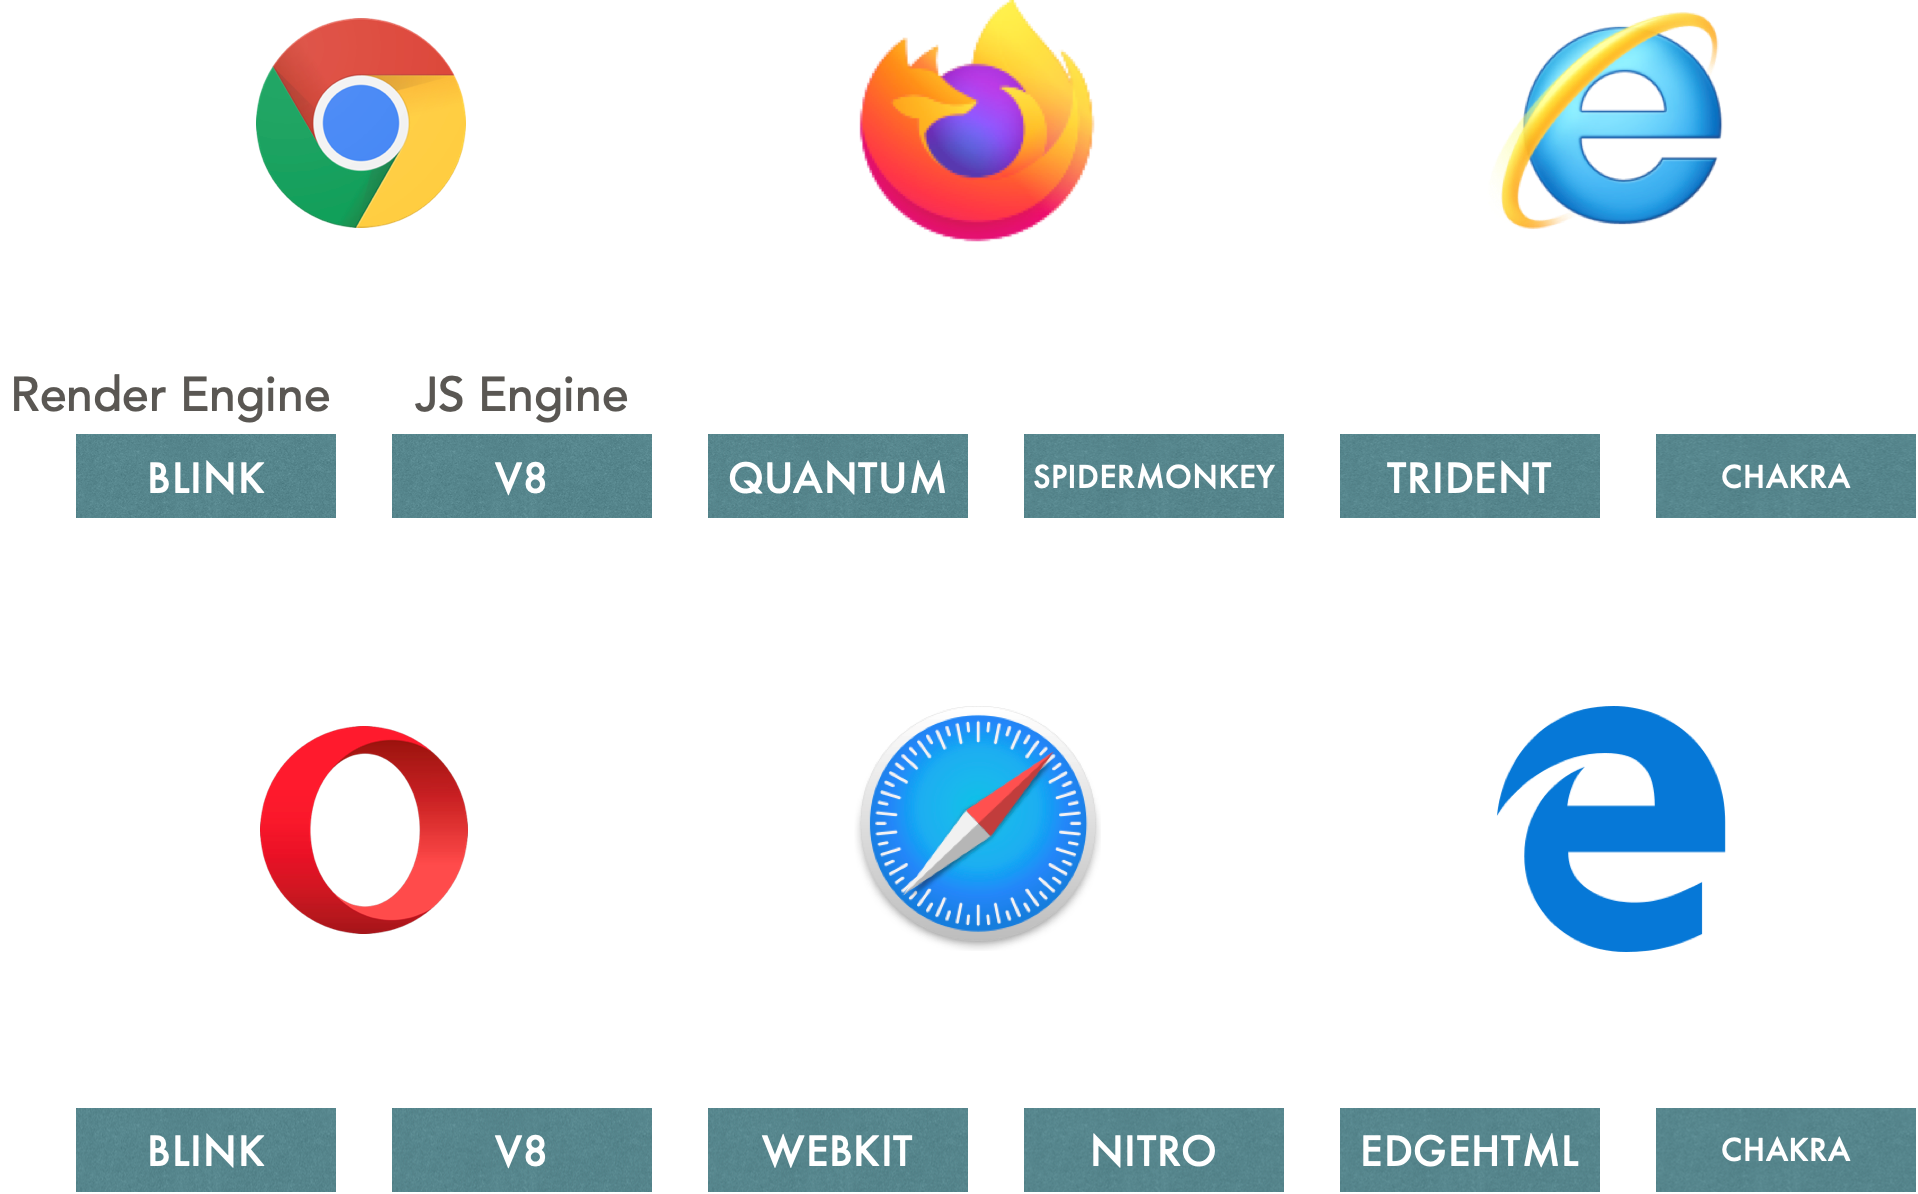 Render Engine JS Engine
BLINK V8 QUANTUM SPIDERMONKEY TRIDENT CHAKRA
BLINK V8 WEBKIT NITRO EDGEHTML CHAKRA